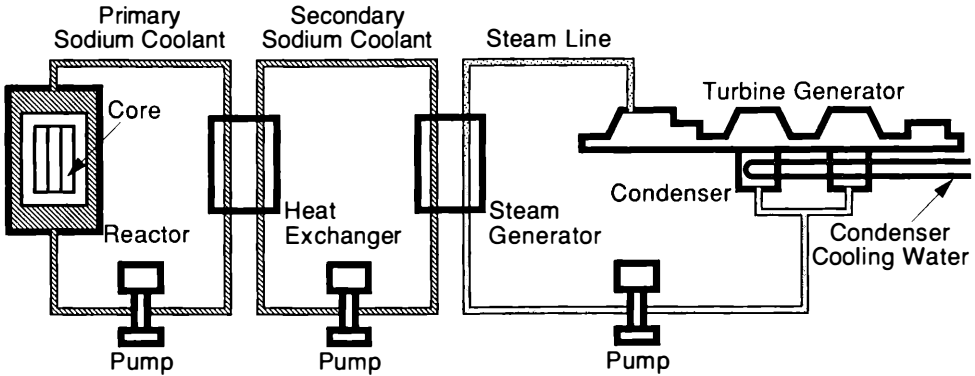 Primary
Sodium Coolant
Secondary
Sodium Coolant
Steam Line
Turbine Generator
Core
Reactor
Heat
Exchanger
Steam
Generator
Condenser
Condenser
Cooling Water
Pump
Pump
Pump